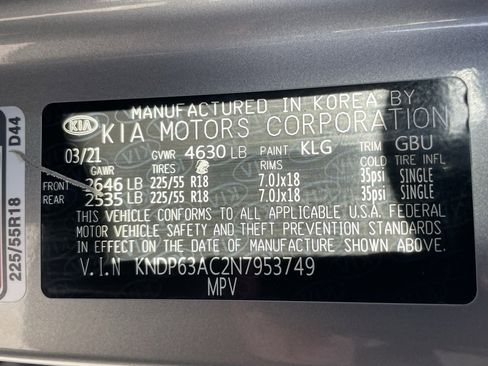 MANUFACTURED IN KOREA BY
KIA KIA MOTORS CORPORATION
03/21 GVWR 4630 LB PAINT KLG TRIM GBU
GAWR TIRES RIMS COLD TIRE INFL
FRONT 2646 LB 225/55 R18 7.0Jx18 35psi SINGLE
REAR 2535 LB 225/55 R18 7.0Jx18 35psi SINGLE
THIS VEHICLE CONFORMS TO ALL APPLICABLE U.S.A. FEDERAL
MOTOR VEHICLE SAFETY AND THEFT PREVENTION STANDARDS
IN EFFECT ON THE DATE OF MANUFACTURE SHOWN ABOVE.
V.I.N KNDP63AC2N7953749
MPV
225/55R18 D44